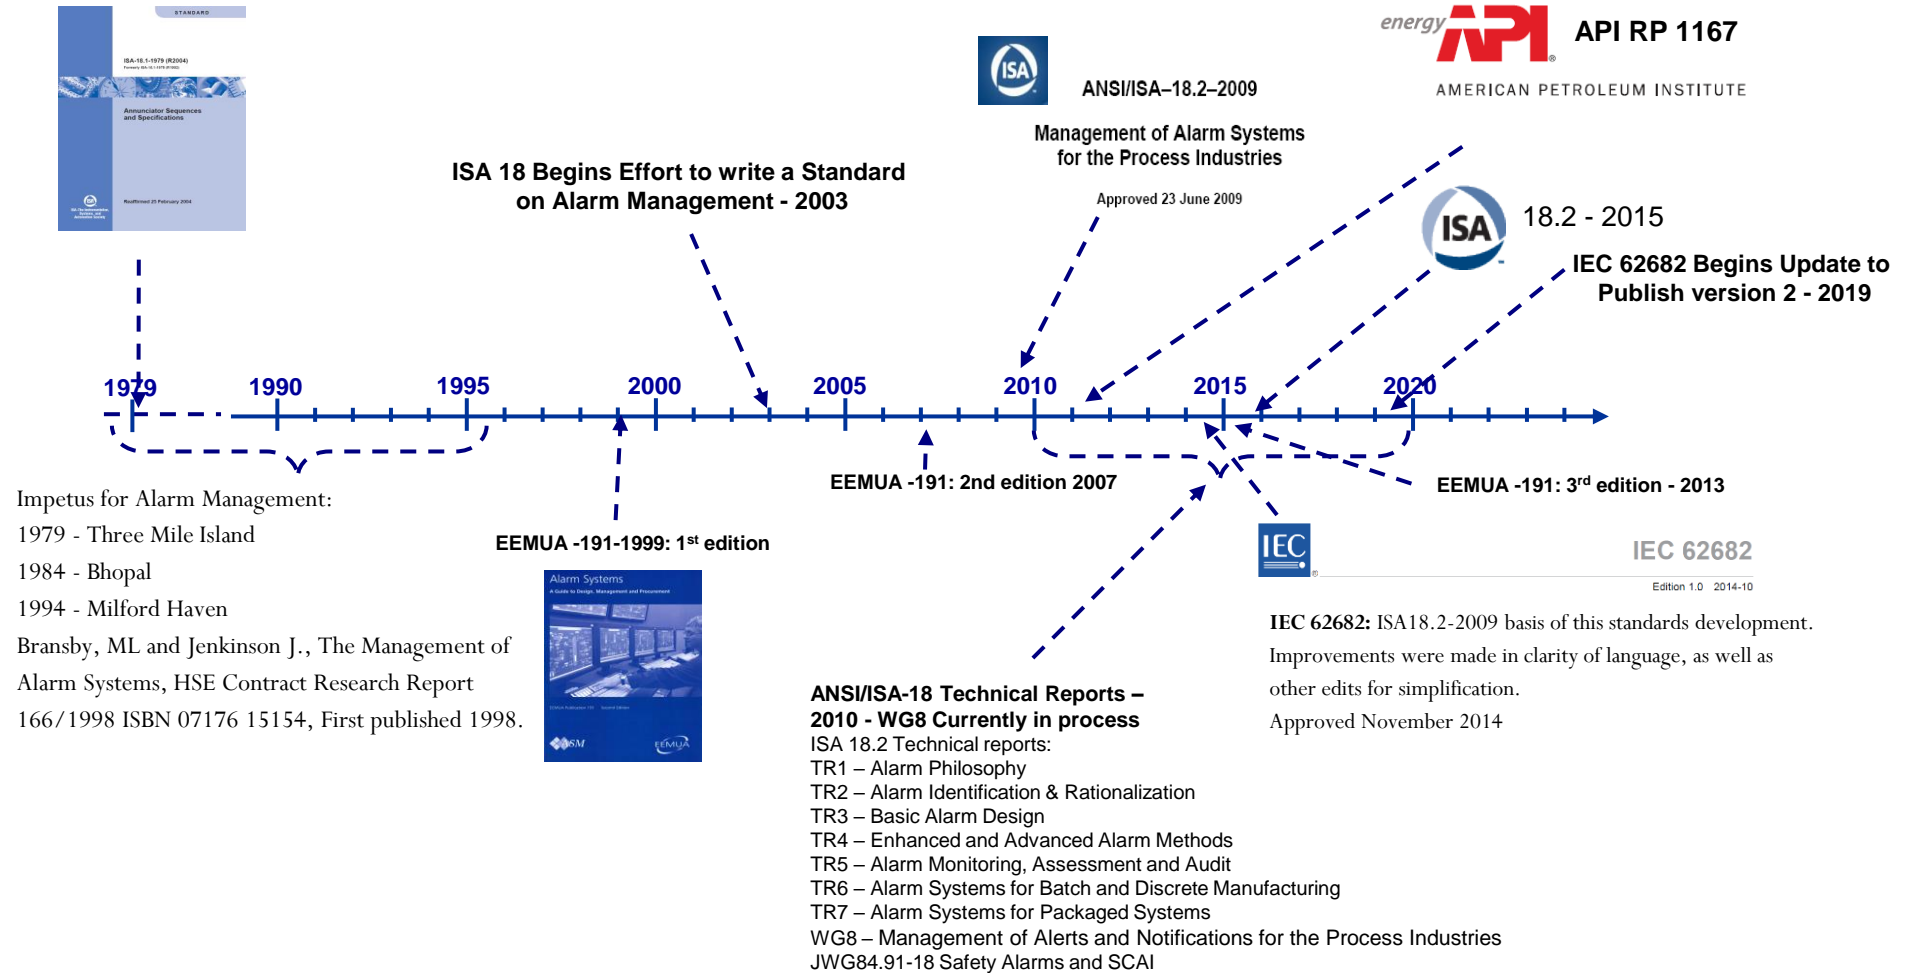 STANDARD
ISA-18.1-1979 (R2004)
Formerly ISA-18.1-1979 (R1992)
Annunciator Sequences
and Specifications
Reaffirmed 25 February 2004
energy API
API RP 1167
AMERICAN PETROLEUM INSTITUTE
ISA
ANSI/ISA–18.2–2009
Management of Alarm Systems
for the Process Industries
Approved 23 June 2009
ISA 18 Begins Effort to write a Standard
on Alarm Management - 2003
ISA
18.2 - 2015
IEC 62682 Begins Update to
Publish version 2 - 2019
1979 1990 1995 2000 2005 2010 2015 2020
Impetus for Alarm Management:
1979 - Three Mile Island
1984 - Bhopal
1994 - Milford Haven
Bransby, ML and Jenkinson J., The Management of
Alarm Systems, HSE Contract Research Report
166/1998 ISBN 07176 15154, First published 1998.
EEMUA -191-1999: 1st edition
Alarm Systems
A Guide to Design, Management and Procurement
ASM
EEMUA
EEMUA -191: 2nd edition 2007
EEMUA -191: 3rd edition - 2013
IEC
IEC 62682
Edition 1.0 2014-10
IEC 62682: ISA18.2-2009 basis of this standards development.
Improvements were made in clarity of language, as well as
other edits for simplification.
Approved November 2014
ANSI/ISA-18 Technical Reports –
2010 - WG8 Currently in process
ISA 18.2 Technical reports:
TR1 – Alarm Philosophy
TR2 – Alarm Identification & Rationalization
TR3 – Basic Alarm Design
TR4 – Enhanced and Advanced Alarm Methods
TR5 – Alarm Monitoring, Assessment and Audit
TR6 – Alarm Systems for Batch and Discrete Manufacturing
TR7 – Alarm Systems for Packaged Systems
WG8 – Management of Alerts and Notifications for the Process Industries
JWG84.91-18 Safety Alarms and SCAI